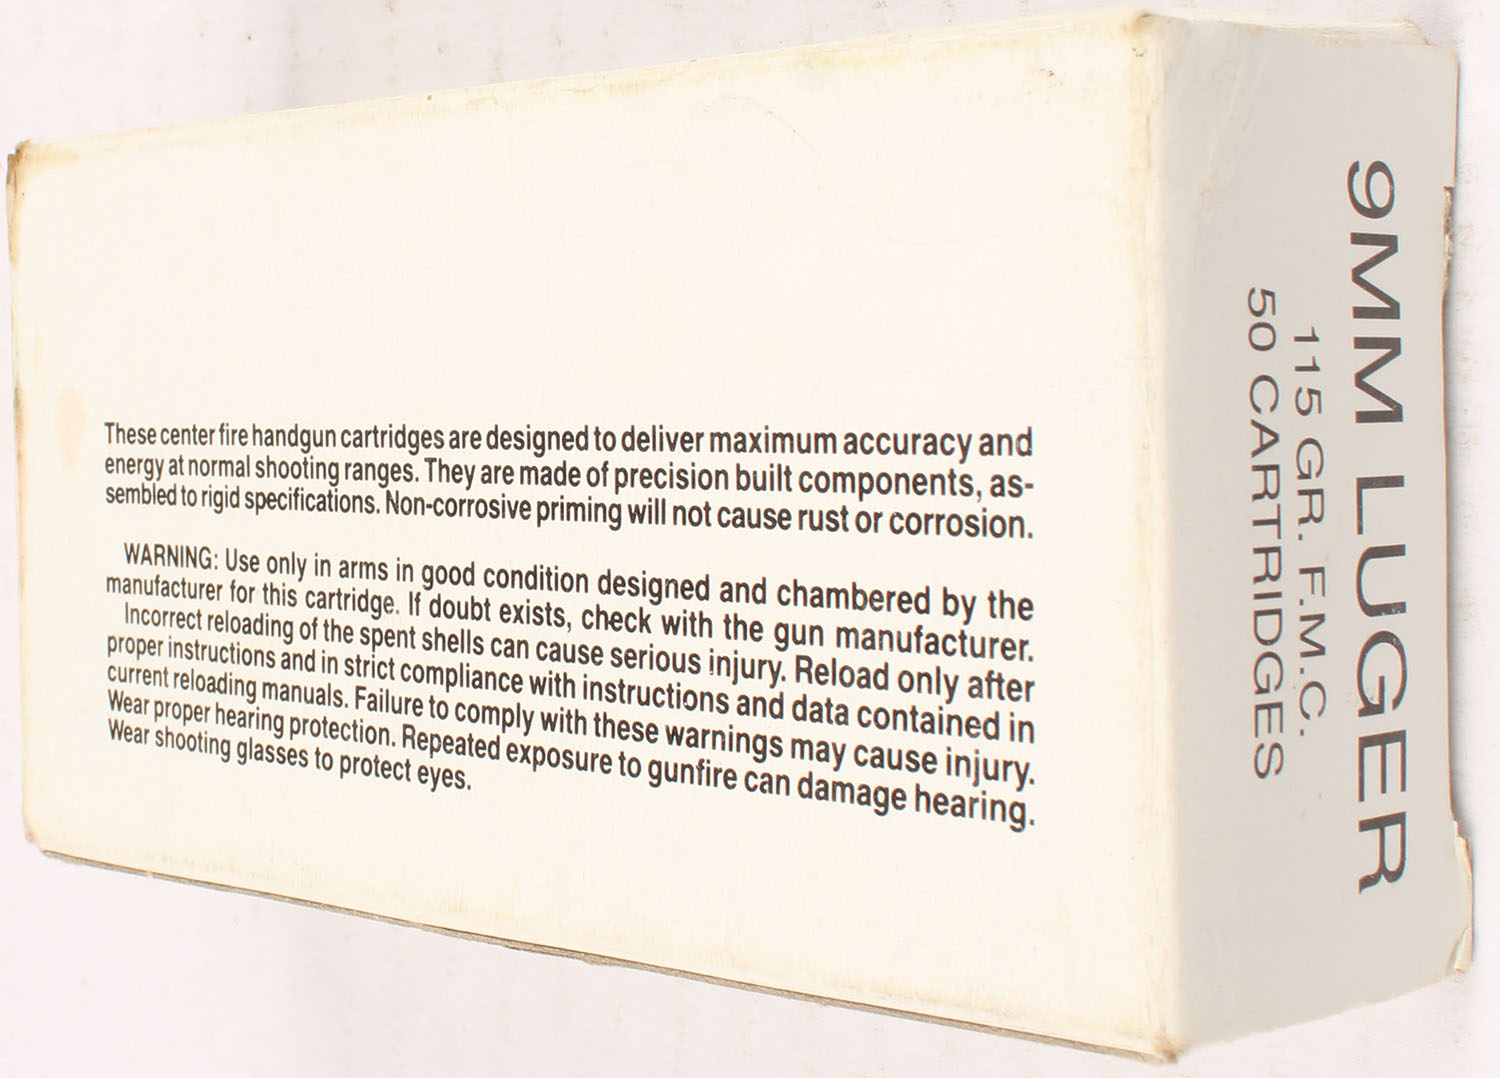 These center fire handgun cartridges are designed to deliver maximum accuracy and
energy at normal shooting ranges. They are made of precision built components, as-
sembled to rigid specifications. Non-corrosive priming will not cause rust or corrosion.
WARNING: Use only in arms in good condition designed and chambered by the
manufacturer for this cartridge. If doubt exists, check with the gun manufacturer.
Incorrect reloading of the spent shells can cause serious injury. Reload only after
proper instructions and in strict compliance with instructions and data contained in
current reloading manuals. Failure to comply with these warnings may cause injury.
Wear proper hearing protection. Repeated exposure to gunfire can damage hearing.
Wear shooting glasses to protect eyes.
9MM LUGER
115 GR. F.M.C.
50 CARTRIDGES